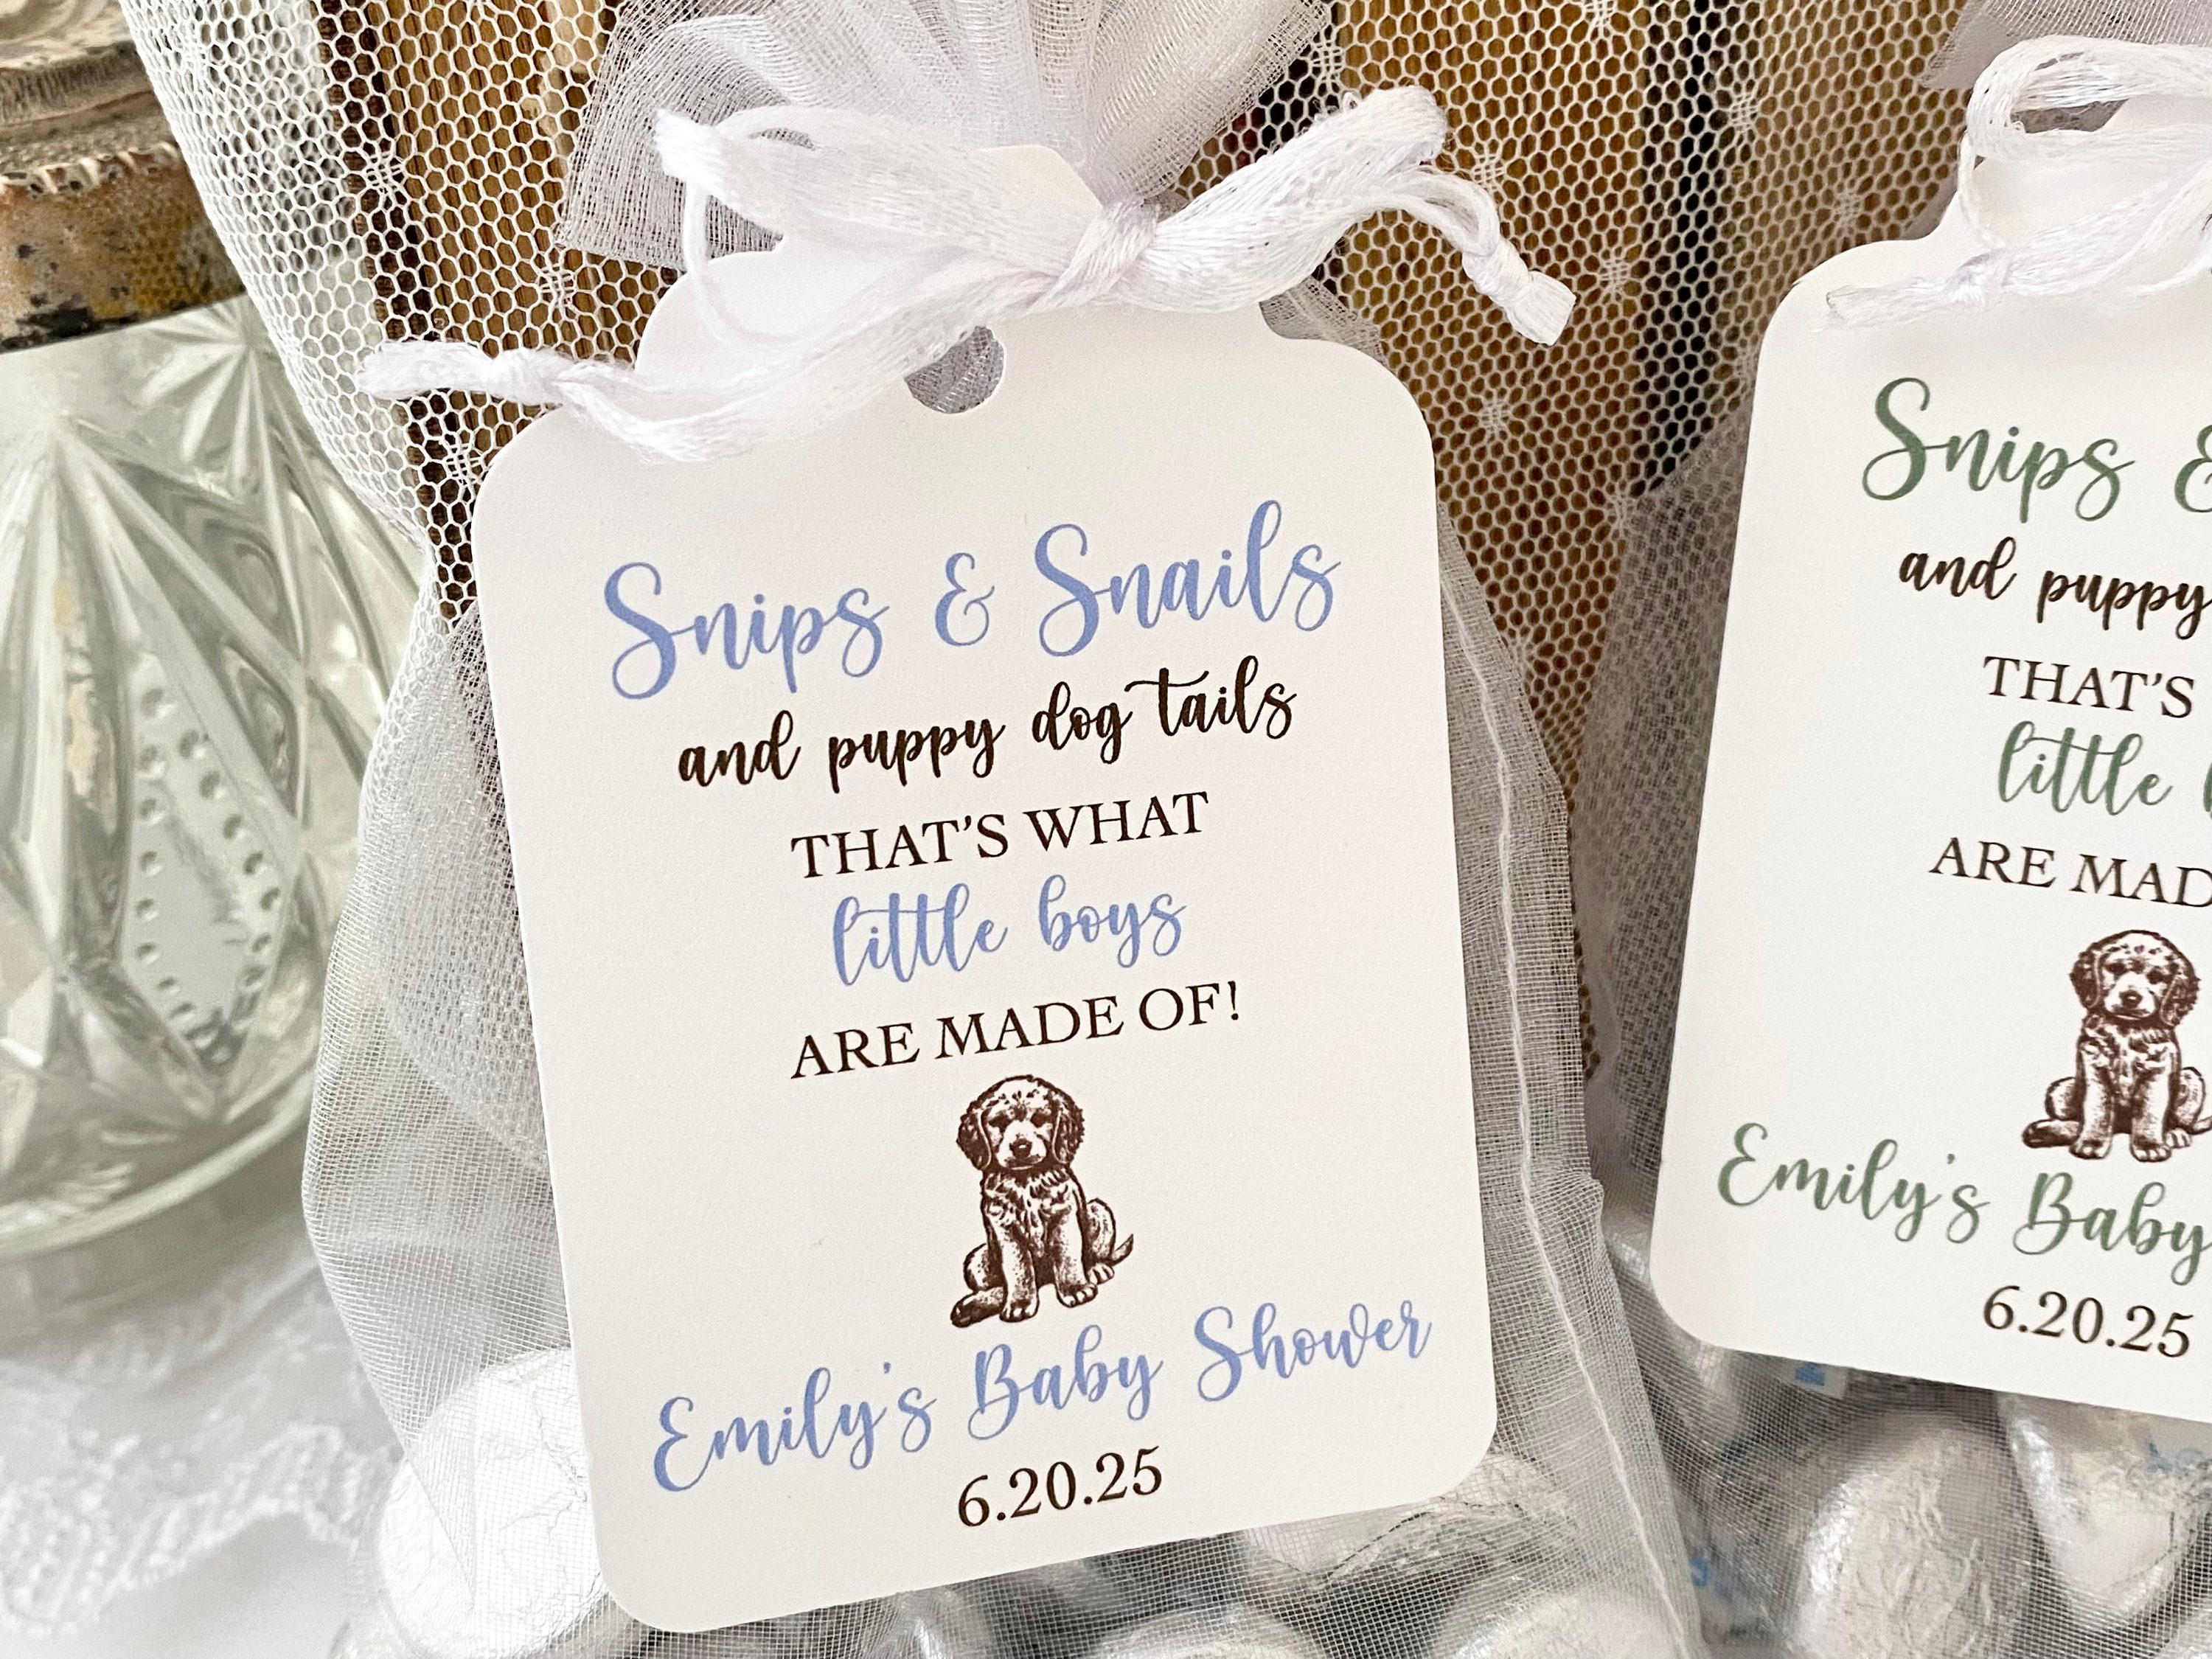 Snips & Snails
and puppy dog tails
THAT'S WHAT
little boys
ARE MADE OF!
Emily's Baby Shower
6.20.25
Snips &
and puppy
THAT'S
little
ARE MAD
Emily's Baby
6.20.25